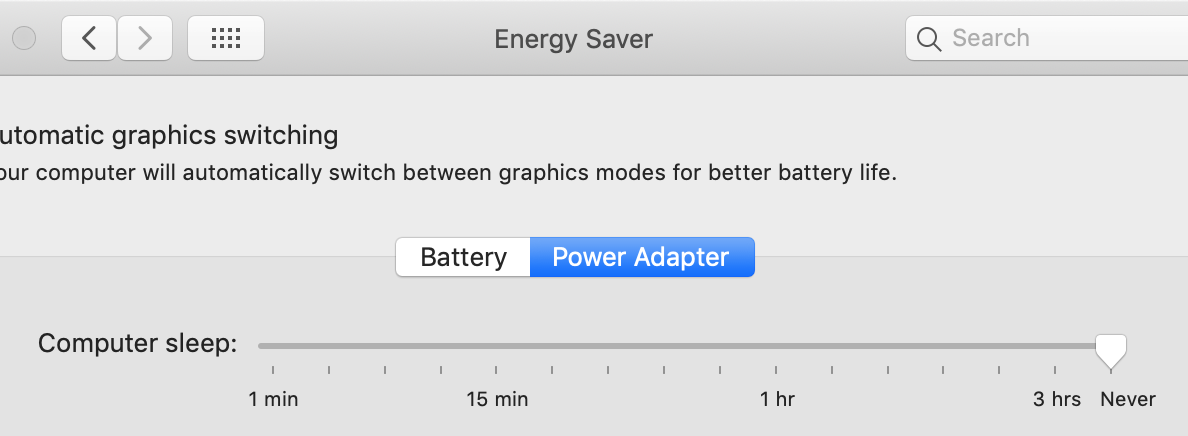 Energy Saver
Search
utomatic graphics switching
our computer will automatically switch between graphics modes for better battery life.
Battery
Power Adapter
Computer sleep:
1 min
15 min
1 hr
3 hrs
Never